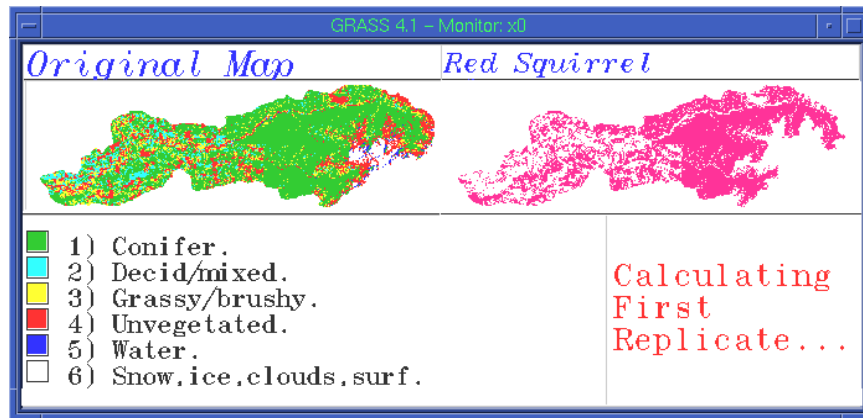 GRASS 4.1 – Monitor: x0
Original Map
Red Squirrel
1) Conifer.
2) Decid/mixed.
3) Grassy/brushy.
4) Unvegetated.
5) Water.
6) Snow,ice,clouds,surf.
Calculating
First
Replicate...